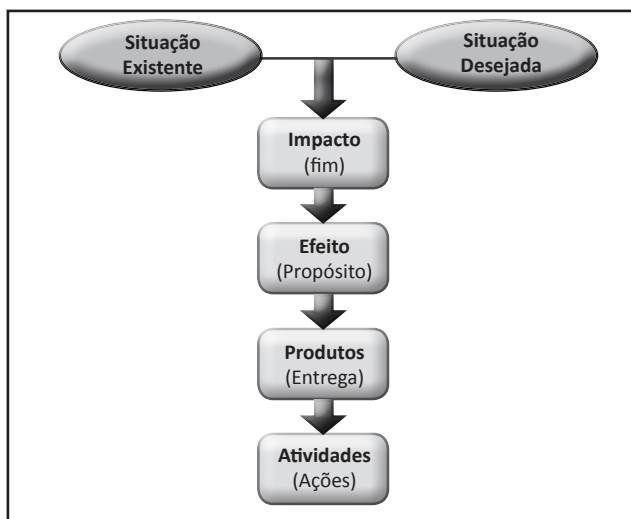 Situação
Existente
Situação
Desejada
Impacto
(fim)
Efeito
(Propósito)
Produtos
(Entrega)
Atividades
(Ações)